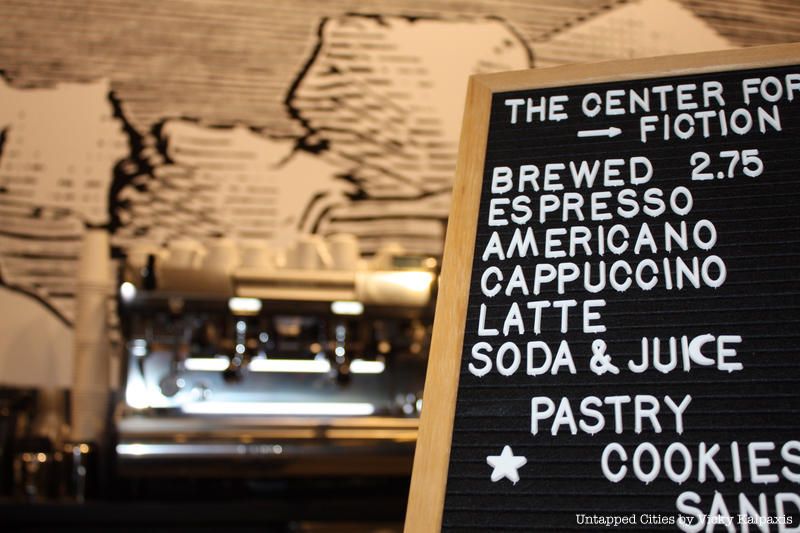 THE CENTER FOR
→ FICTION
BREWED 2.75
ESPRESSO
AMERICANO
CAPPUCCINO
LATTE
SODA & JUICE
PASTRY
★ COOKIES
SAND
Untapped Cities by Vicky Kalpaxis